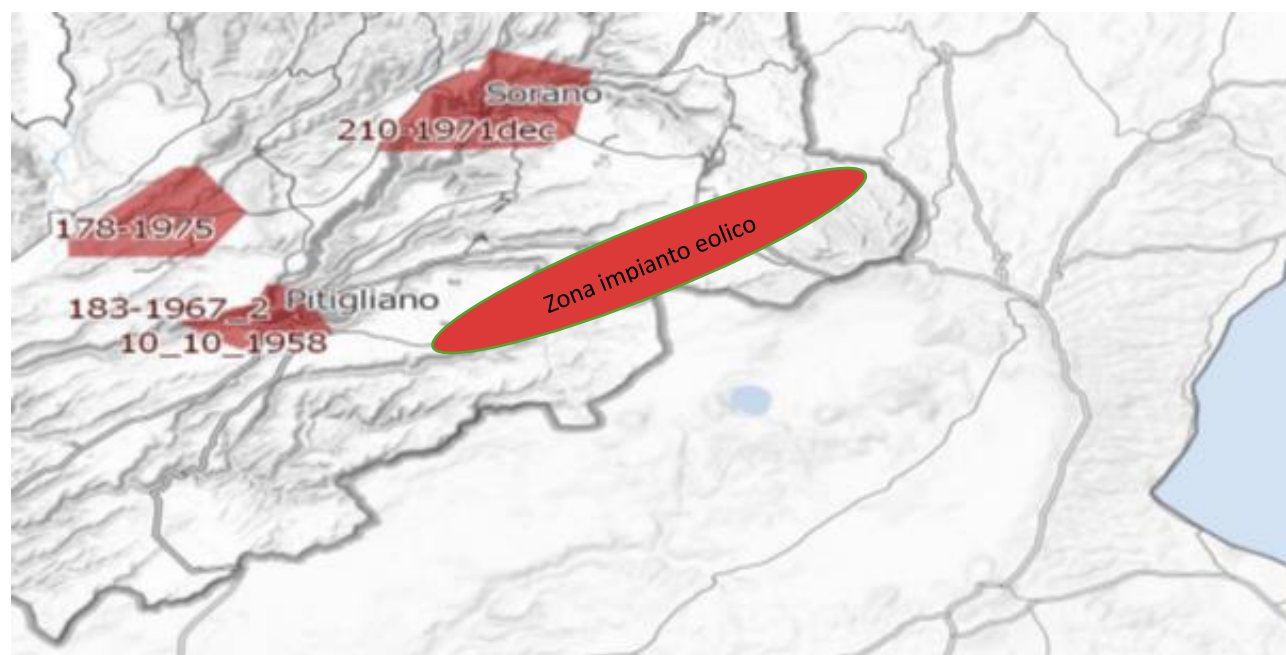 Sorano
210-1971dec
178-1975
Zona impianto eolico
Pitigliano
183-1967_2
10_10_1958